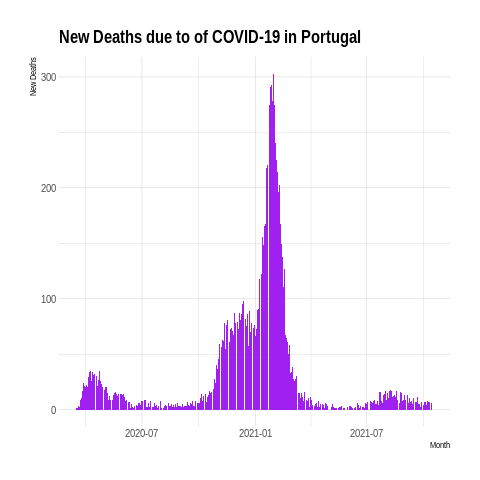 New Deaths due to of COVID-19 in Portugal
New Deaths
300
200
100
0
2020-07
2021-01
2021-07
Month